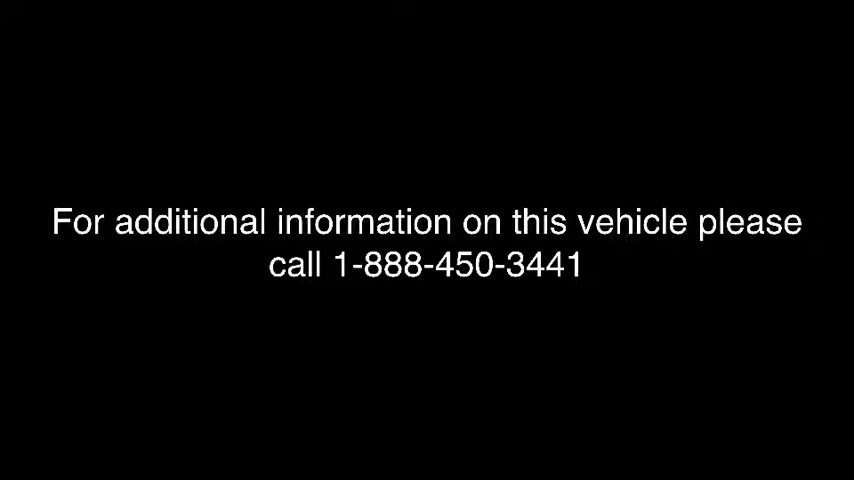 For additional information on this vehicle please
call 1-888-450-3441